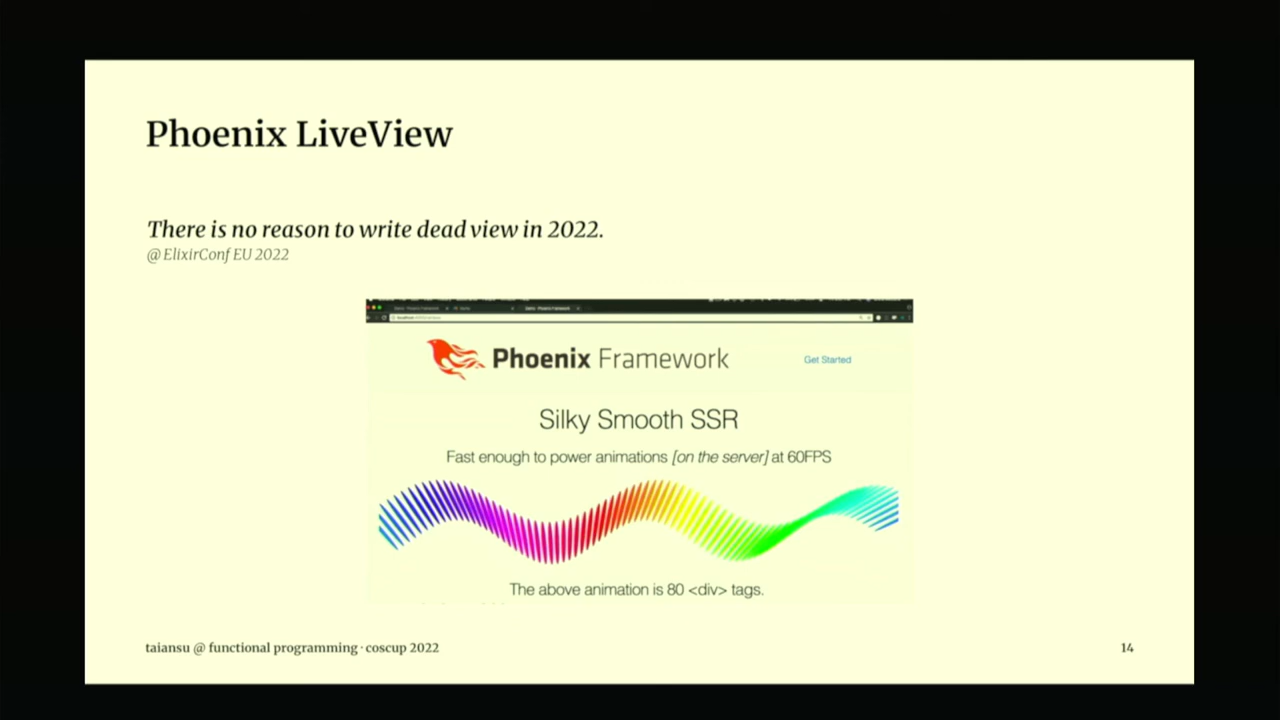 Phoenix LiveView
There is no reason to write dead view in 2022.
@ ElixirConf EU 2022
Phoenix Framework
Get Started
Silky Smooth SSR
Fast enough to power animations [on the server] at 60FPS
The above animation is 80 <div> tags.
taiansu @ functional programming · coscup 2022
14